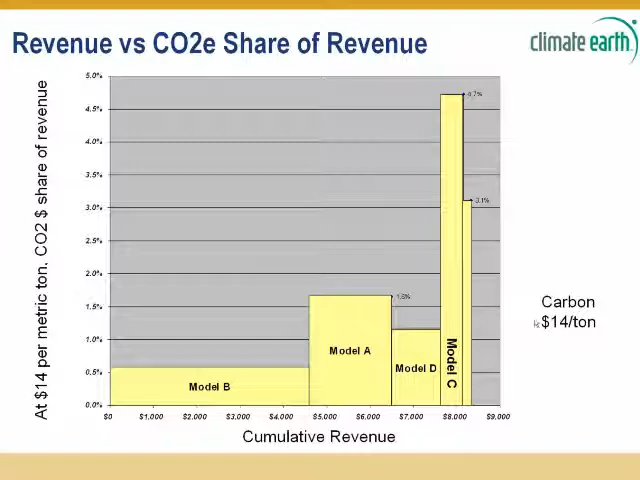 Revenue vs CO2e Share of Revenue
climate earth
At $14 per metric ton, CO2 $ share of revenue
5.0%
4.5%
4.0%
3.5%
3.0%
2.5%
2.0%
1.5%
1.0%
0.5%
0.0%
4.7%
3.1%
1.6%
Model B
Model A
Model D
Model C
$0 $1,000 $2,000 $3,000 $4,000 $5,000 $6,000 $7,000 $8,000 $9,000
Cumulative Revenue
Carbon
$14/ton